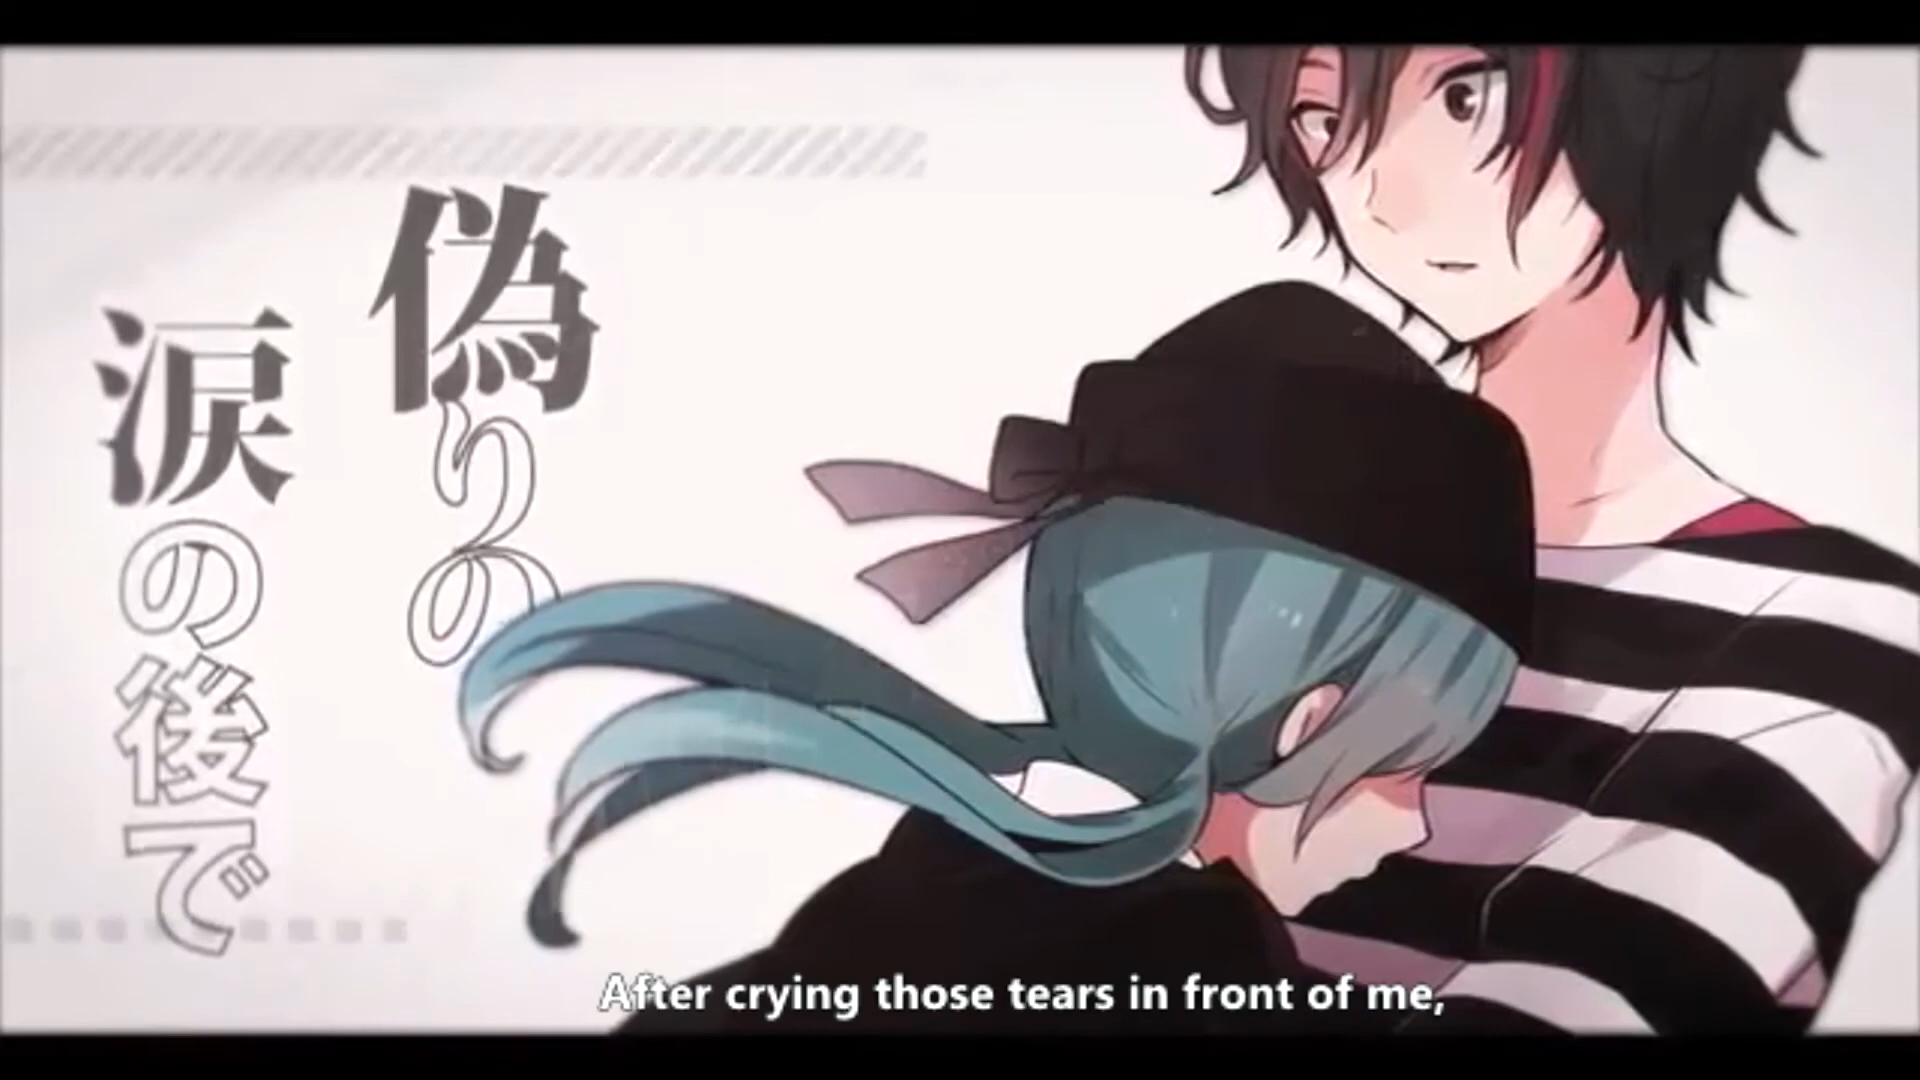 偽りの
涙の後で
After crying those tears in front of me,